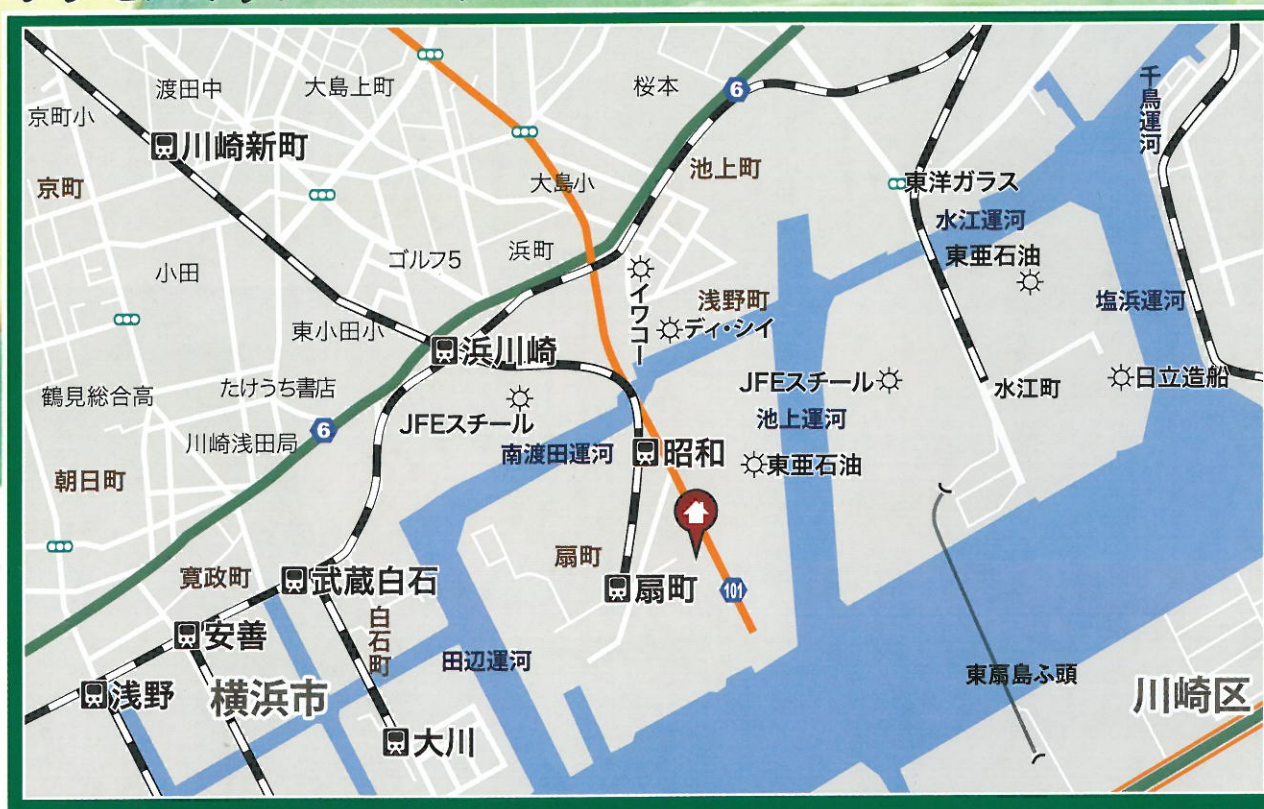 渡田中
大島上町
桜本
6
千鳥運河
京町小
川崎新町
池上町
京町
大島小
東洋ガラス
水江運河
ゴルフ5
浜町
東亜石油
小田
イワコー
浅野町
塩浜運河
東小田小
ディ・シイ
浜川崎
JFEスチール
日立造船
水江町
たけうち書店
鶴見総合高
JFEスチール
池上運河
6
川崎浅田局
南渡田運河
昭和
東亜石油
朝日町
扇町
寛政町
武蔵白石
扇町
101
白石町
安善
田辺運河
東扇島ふ頭
浅野
横浜市
川崎区
大川